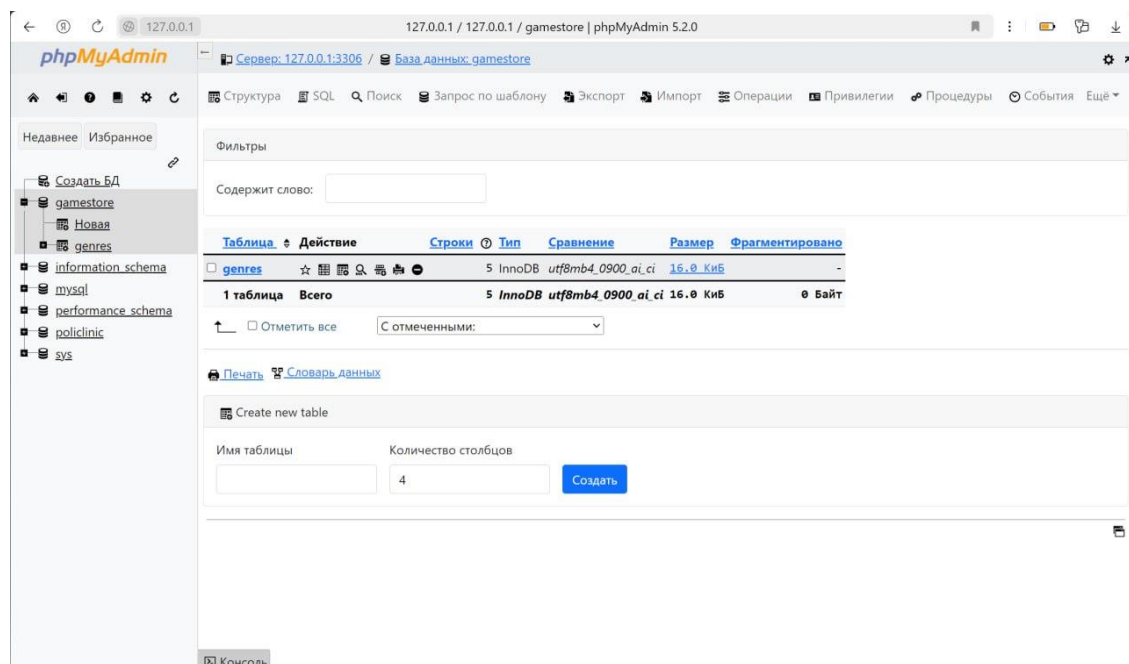 127.0.0.1
127.0.0.1 / 127.0.0.1 / gamestore | phpMyAdmin 5.2.0
phpMyAdmin
Недавнее Избранное
Создать БД
gamestore
Новая
genres
information_schema
mysql
performance_schema
policlinic
sys
Сервер: 127.0.0.1:3306 / База данных: gamestore
Структура SQL Поиск Запрос по шаблону Экспорт Импорт Операции Привилегии Процедуры События Ещё
Фильтры
Содержит слово:
Таблица Действие Строки Тип Сравнение Размер Фрагментировано
genres 5 InnoDB utf8mb4_0900_ai_ci 16.0 КиБ -
1 таблица Всего 5 InnoDB utf8mb4_0900_ai_ci 16.0 КиБ 0 Байт
Отметить все С отмеченными:
Печать Словарь данных
Create new table
Имя таблицы Количество столбцов
4 Создать
Консоль